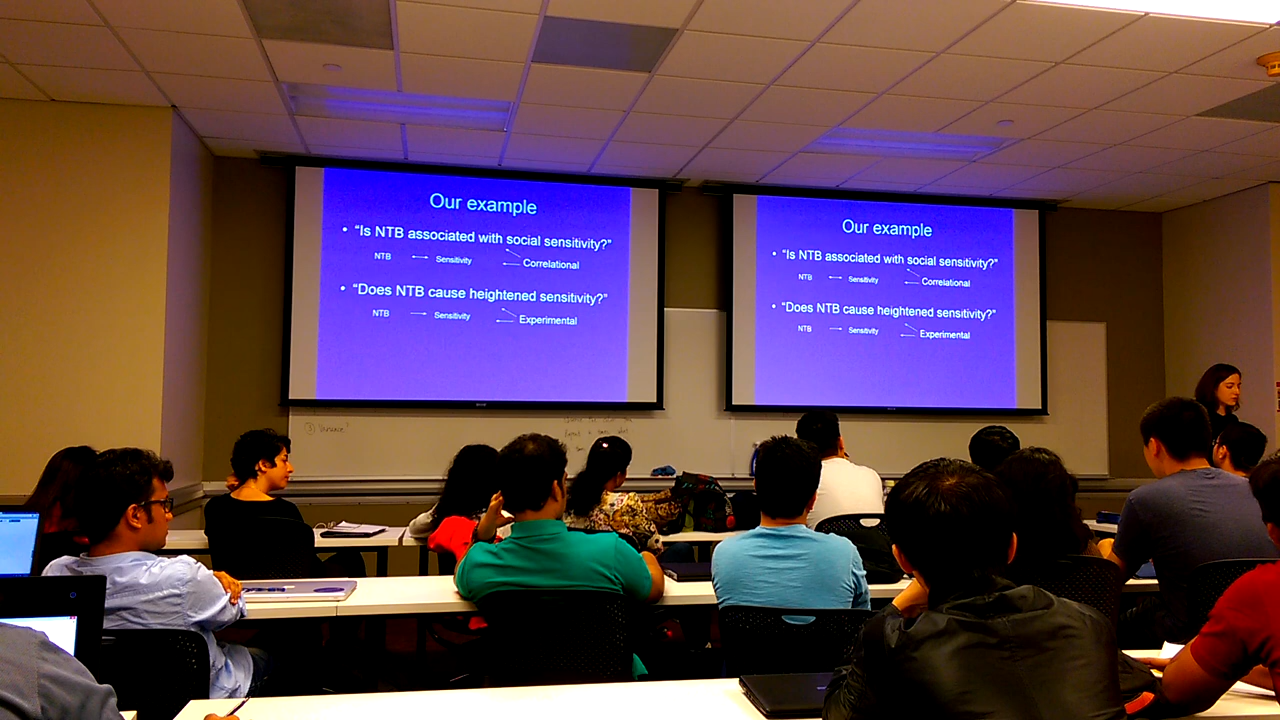 Our example
• “Is NTB associated with social sensitivity?”
NTB ⟷ Sensitivity Correlational
• “Does NTB cause heightened sensitivity?”
NTB ⟶ Sensitivity Experimental
Our example
• “Is NTB associated with social sensitivity?”
NTB ⟷ Sensitivity Correlational
• “Does NTB cause heightened sensitivity?”
NTB ⟶ Sensitivity Experimental
③ Variance?